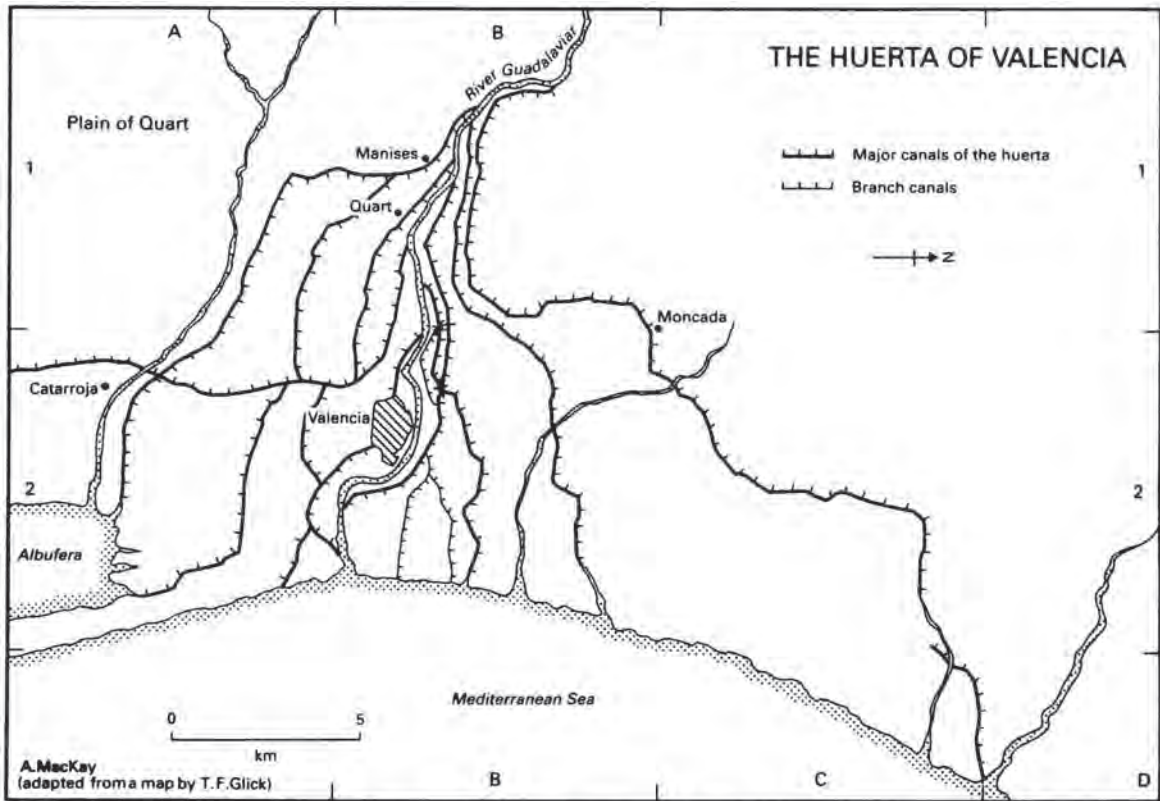 A
B
THE HUERTA OF VALENCIA
River Guadalaviar
Plain of Quart
1
Manises
Major canals of the huerta
1
Branch canals
Quart
N
Moncada
Catarroja
Valencia
2
2
Albufera
Mediterranean Sea
0 5
km
A.MacKay
(adapted from a map by T.F.Glick)
B
C
D